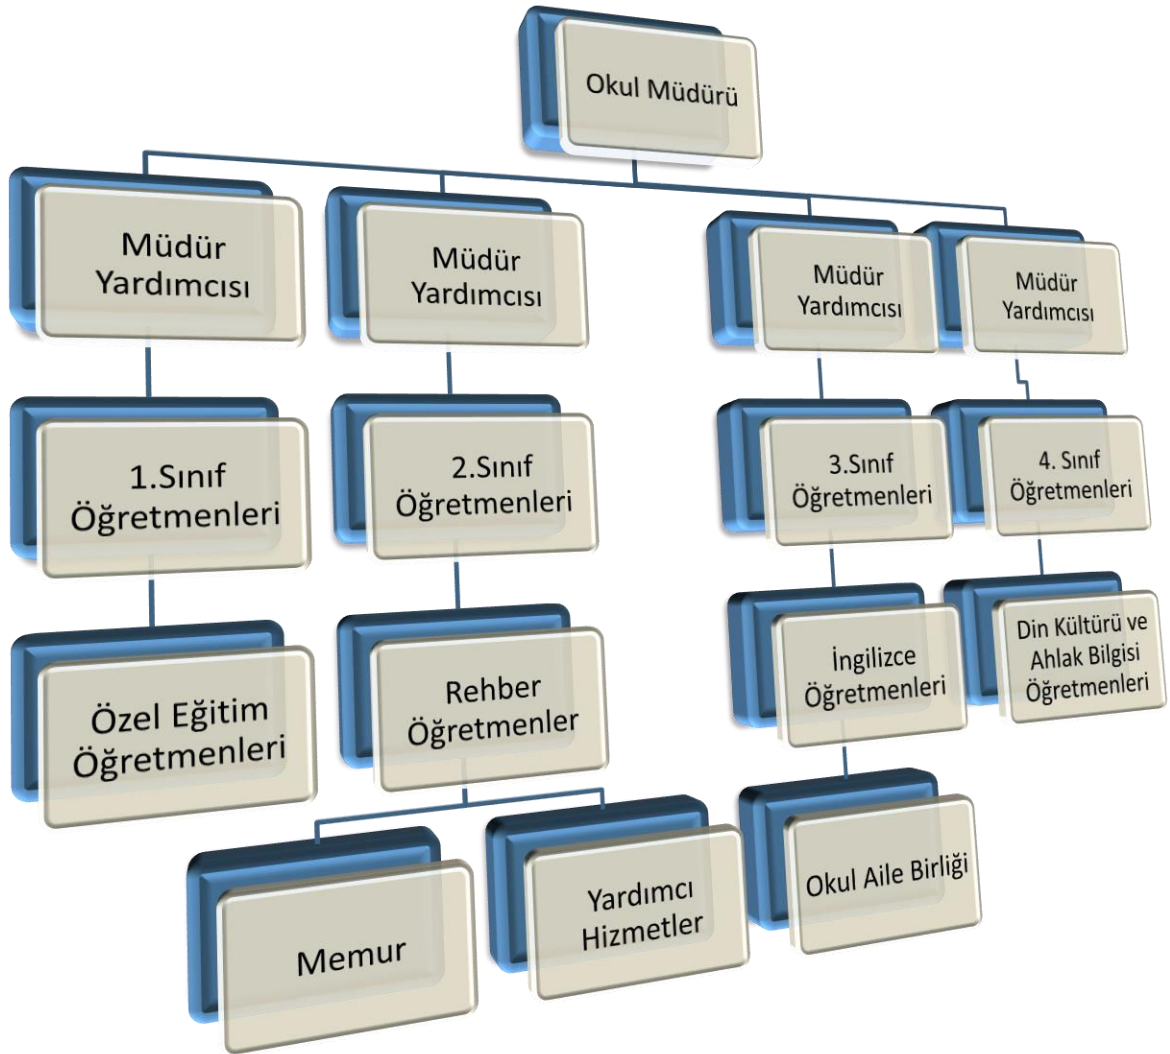 Okul Müdürü
Müdür
Yardımcısı
Müdür
Yardımcısı
Müdür
Yardımcısı
Müdür
Yardımcısı
1.Sınıf
Öğretmenleri
2.Sınıf
Öğretmenleri
3.Sınıf
Öğretmenleri
4. Sınıf
Öğretmenleri
Özel Eğitim
Öğretmenleri
Rehber
Öğretmenler
İngilizce
Öğretmenleri
Din Kültürü ve
Ahlak Bilgisi
Öğretmenleri
Memur
Yardımcı
Hizmetler
Okul Aile Birliği